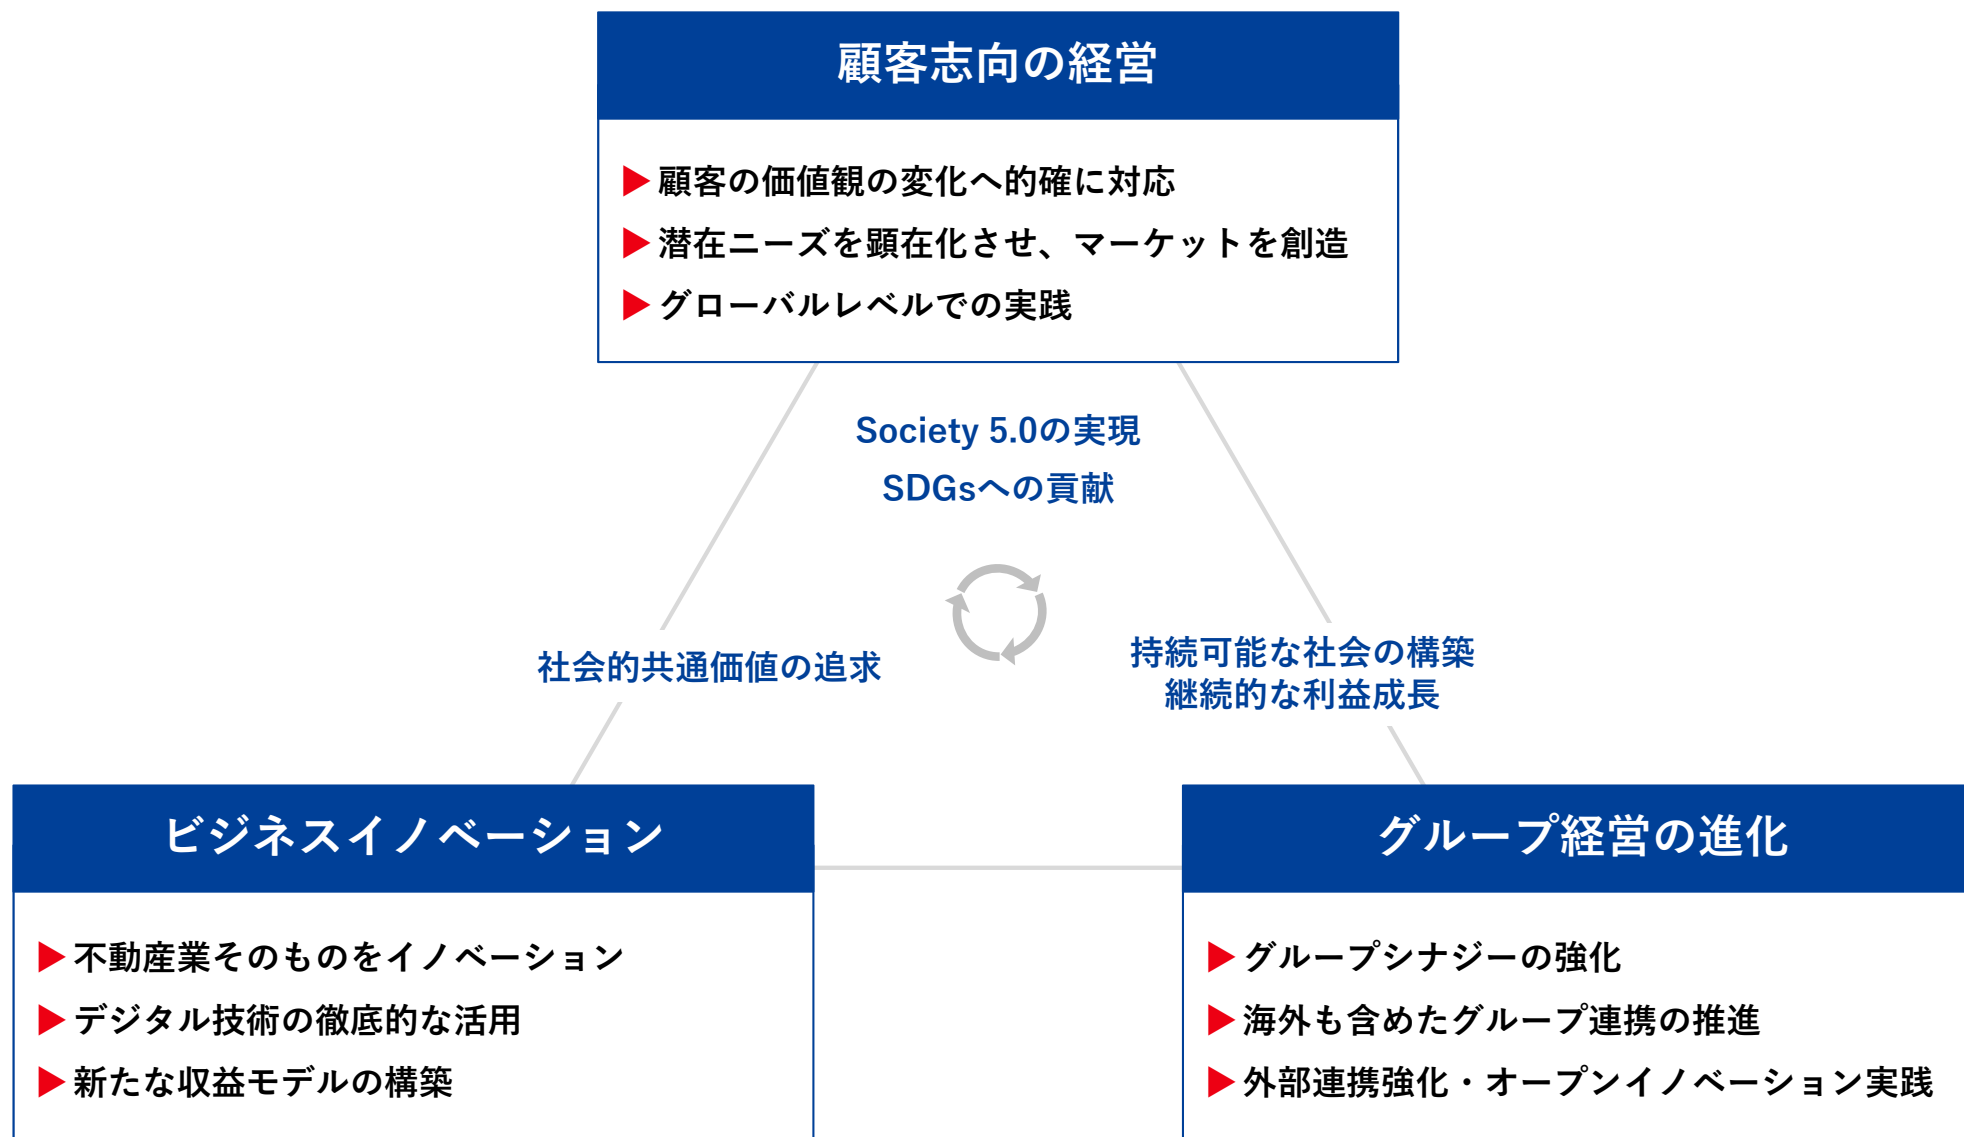 顧客志向の経営
顧客の価値観の変化へ的確に対応
潜在ニーズを顕在化させ、マーケットを創造
グローバルレベルでの実践
Society 5.0の実現
SDGsへの貢献
社会的共通価値の追求
持続可能な社会の構築
継続的な利益成長
ビジネスイノベーション
不動産業そのものをイノベーション
デジタル技術の徹底的な活用
新たな収益モデルの構築
グループ経営の進化
グループシナジーの強化
海外も含めたグループ連携の推進
外部連携強化・オープンイノベーション実践